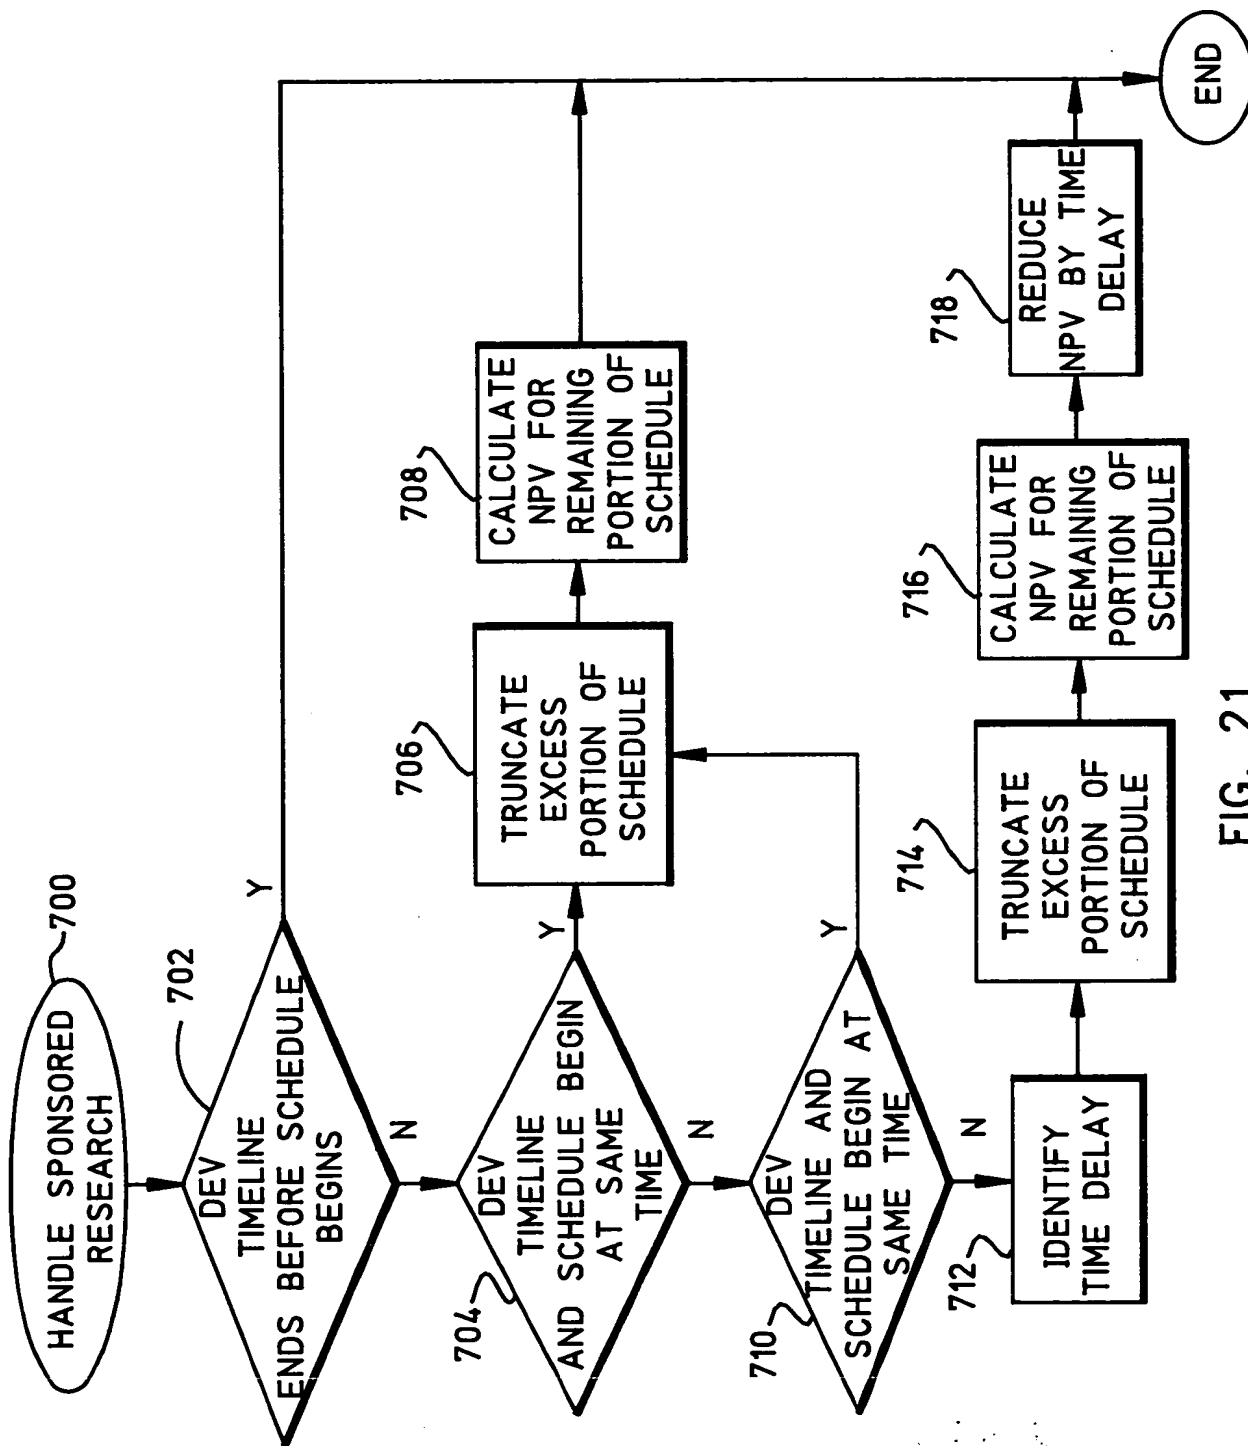 HANDLE SPONSORED
RESEARCH
700
DEV
TIMELINE
ENDS BEFORE SCHEDULE
BEGINS
702
Y
N
DEV
TIMELINE
AND SCHEDULE BEGIN
AT SAME
TIME
704
Y
N
TRUNCATE
EXCESS
PORTION OF
SCHEDULE
706
CALCULATE
NPV FOR
REMAINING
PORTION OF
SCHEDULE
708
DEV
TIMELINE AND
SCHEDULE BEGIN AT
SAME TIME
710
Y
N
IDENTIFY
TIME DELAY
712
TRUNCATE
EXCESS
PORTION OF
SCHEDULE
714
CALCULATE
NPV FOR
REMAINING
PORTION OF
SCHEDULE
716
REDUCE
NPV BY TIME
DELAY
718
END
FIG. 21